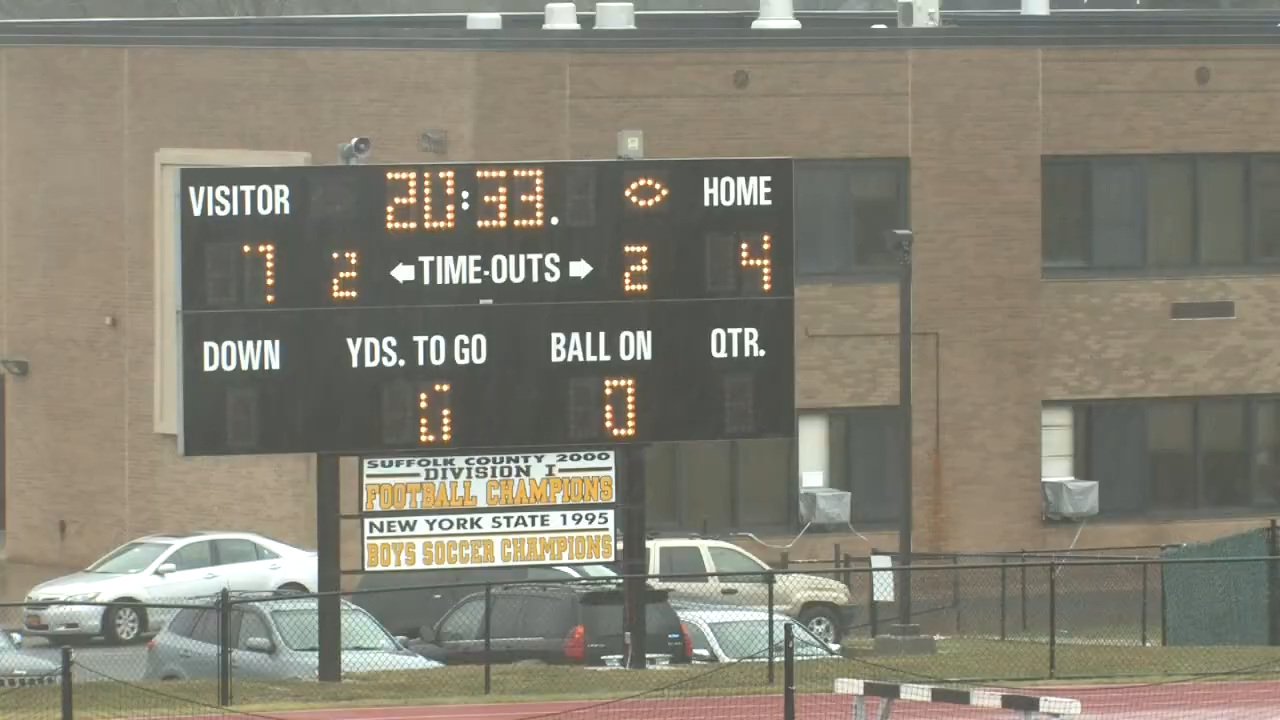 VISITOR 20:33. HOME
7 2 TIME-OUTS 2 4
DOWN YDS. TO GO BALL ON QTR.
0 0
SUFFOLK COUNTY 2000
DIVISION I
FOOTBALL CHAMPIONS
NEW YORK STATE 1995
BOYS SOCCER CHAMPIONS